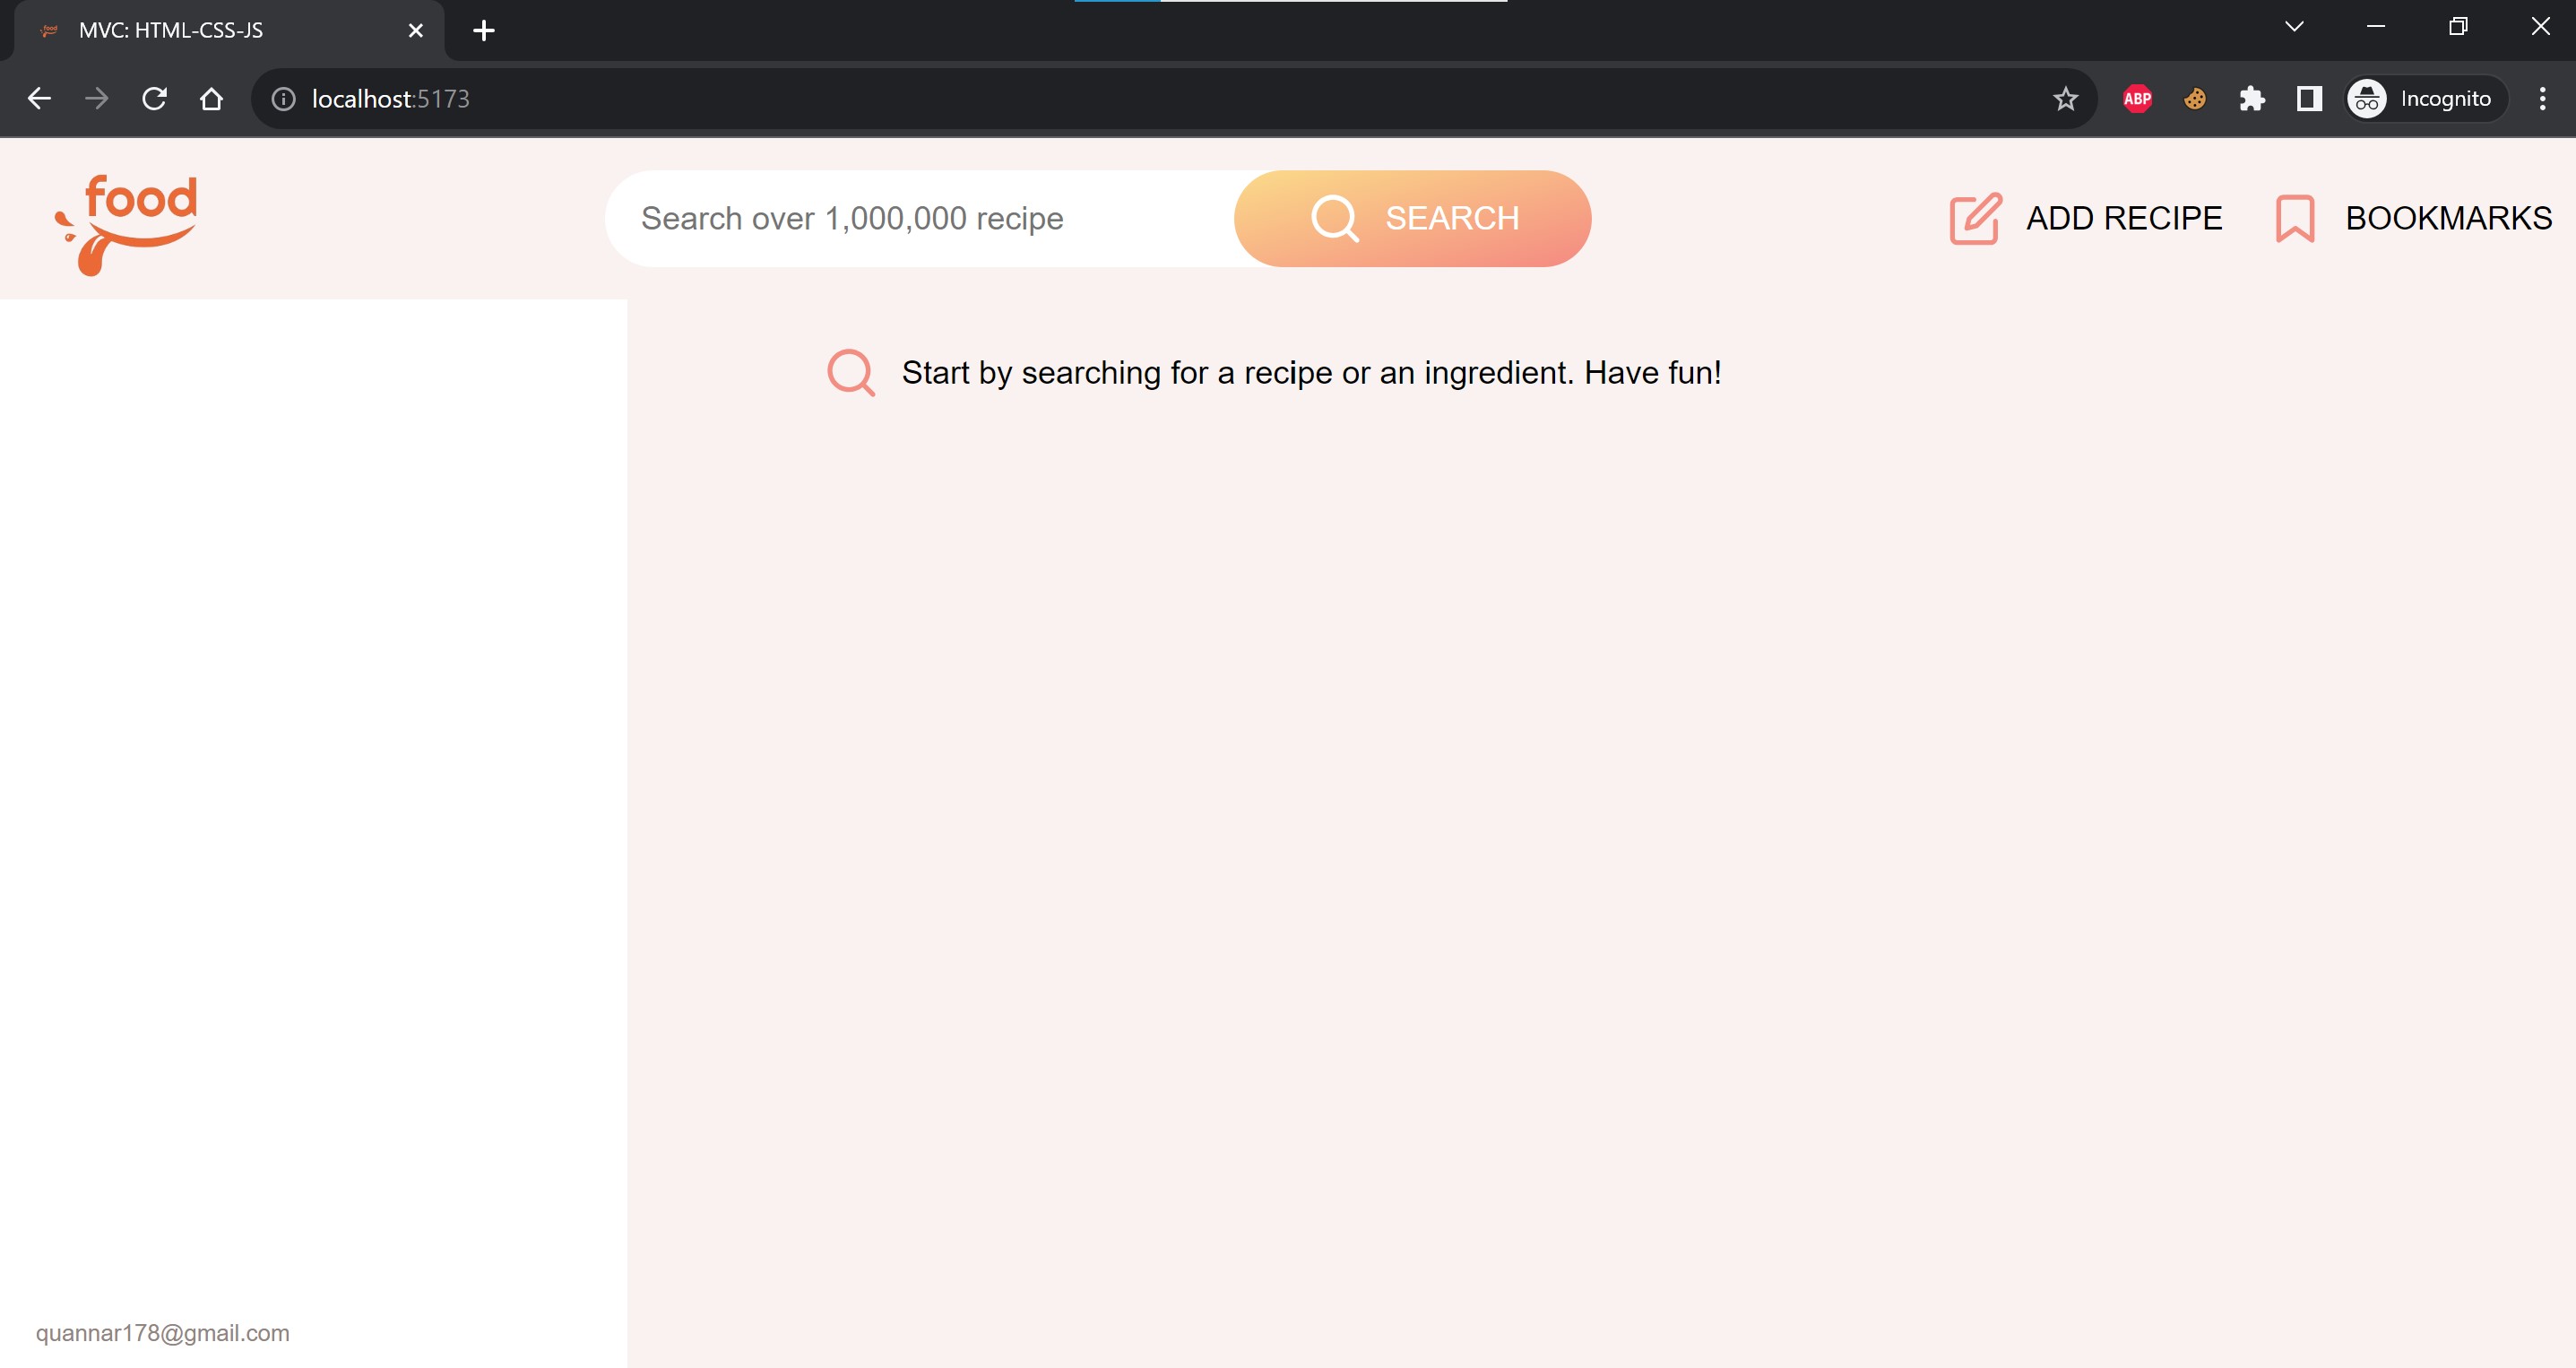 MVC: HTML-CSS-JS
localhost:5173
ABP
Incognito
food
Search over 1,000,000 recipe
SEARCH
ADD RECIPE
BOOKMARKS
Start by searching for a recipe or an ingredient. Have fun!
quannar178@gmail.com